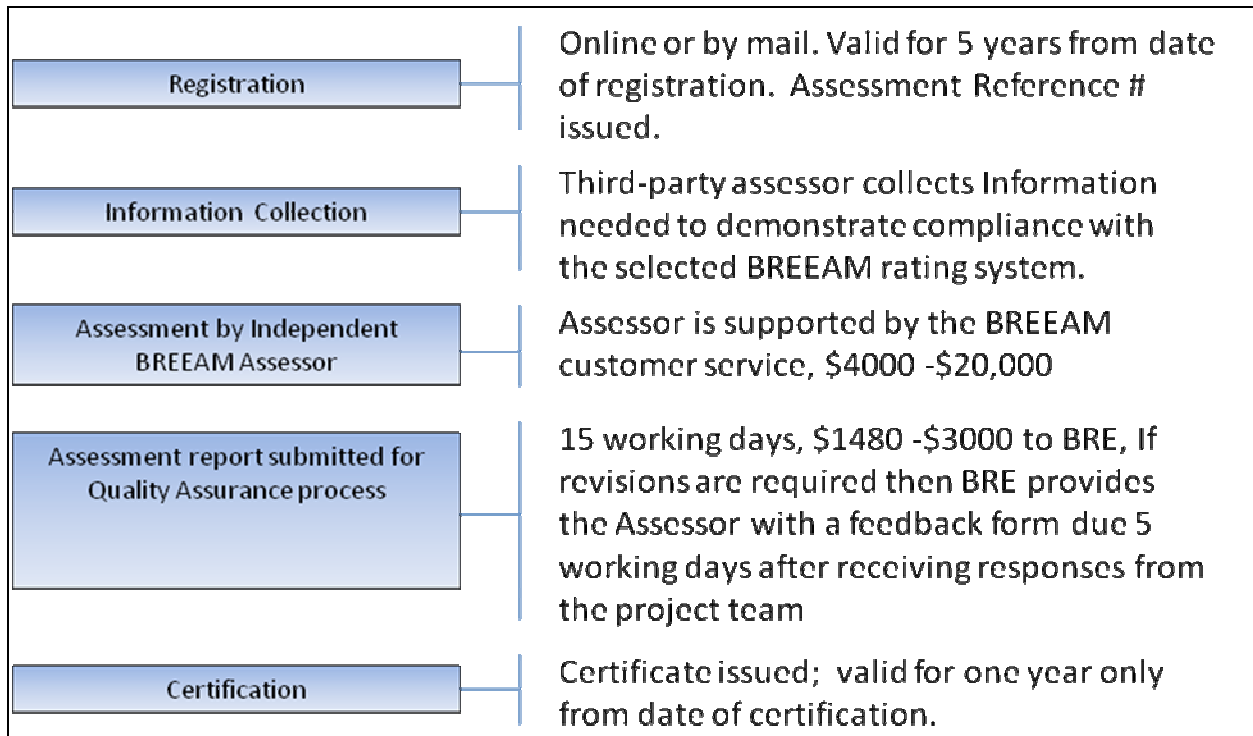 Registration
Online or by mail. Valid for 5 years from date
of registration. Assessment Reference #
issued.
Information Collection
Third-party assessor collects Information
needed to demonstrate compliance with
the selected BREEAM rating system.
Assessment by Independent
BREEAM Assessor
Assessor is supported by the BREEAM
customer service, $4000 -$20,000
Assessment report submitted for
Quality Assurance process
15 working days, $1480 -$3000 to BRE, If
revisions are required then BRE provides
the Assessor with a feedback form due 5
working days after receiving responses from
the project team
Certification
Certificate issued; valid for one year only
from date of certification.